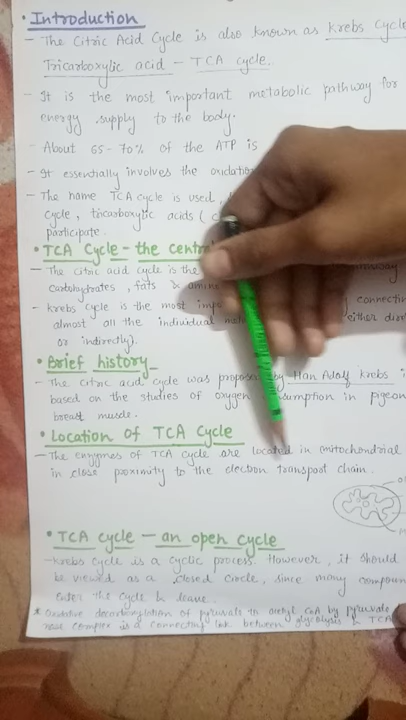 • Introduction
– The Citric Acid Cycle is also known as krebs Cycle
Tricarboxylic acid – TCA cycle.
– It is the most important metabolic pathway for
energy supply to the body.
– About 65-70% of the ATP is
– It essentially involves the oxidation
– The name TCA cycle is used,
cycle, tricarboxylic acids (
participate.
• TCA Cycle – the central
– The citric acid cycle is the
carbohydrates, fats & amino
– krebs cycle is the most connecting
almost all the individual either
or indirectly).
• Brief history –
– The citric acid cycle was proposed by Han Adolf krebs
based on the studies of oxygen in pigeon
breast muscle.
• Location of TCA Cycle
– The enzymes of TCA cycle are located in mitochondrial
in close proximity to the electron transport chain.
• TCA cycle – an open cycle
– krebs cycle is a cyclic process. However, it should
be viewed as a closed circle, since many compoun
enter the cycle & leave.
* oxidative decarboxylation of pyruvate to acetyl CoA by pyruvate
complex is a connecting link between glycolysis & TCA